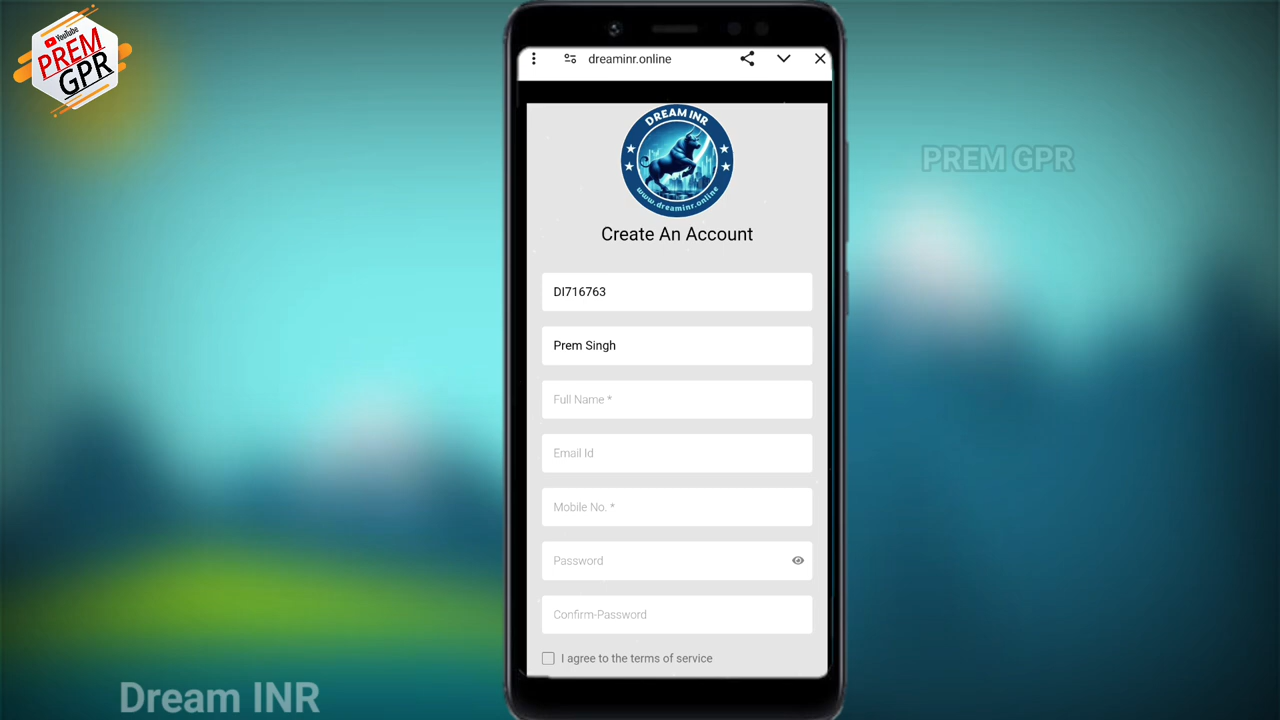 YouTube
PREM
GPR
dreaminr.online
DREAM INR
www.dreaminr.online
Create An Account
DI716763
Prem Singh
Full Name *
Email Id
Mobile No. *
Password
Confirm-Password
I agree to the terms of service
PREM GPR
Dream INR